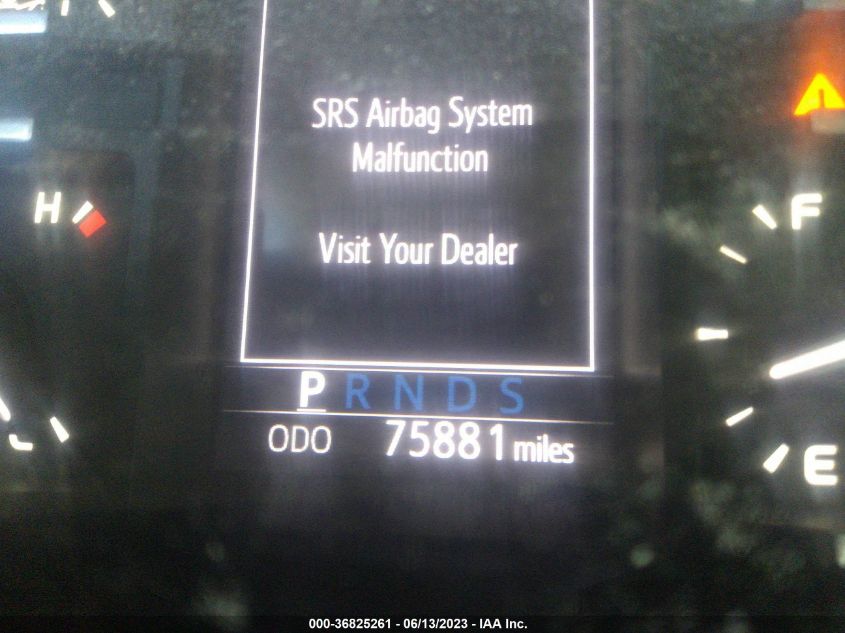 SRS Airbag System
Malfunction
Visit Your Dealer
H
F
P R N D S
ODO 75881 miles
C
E
000-36825261 - 06/13/2023 - IAA Inc.